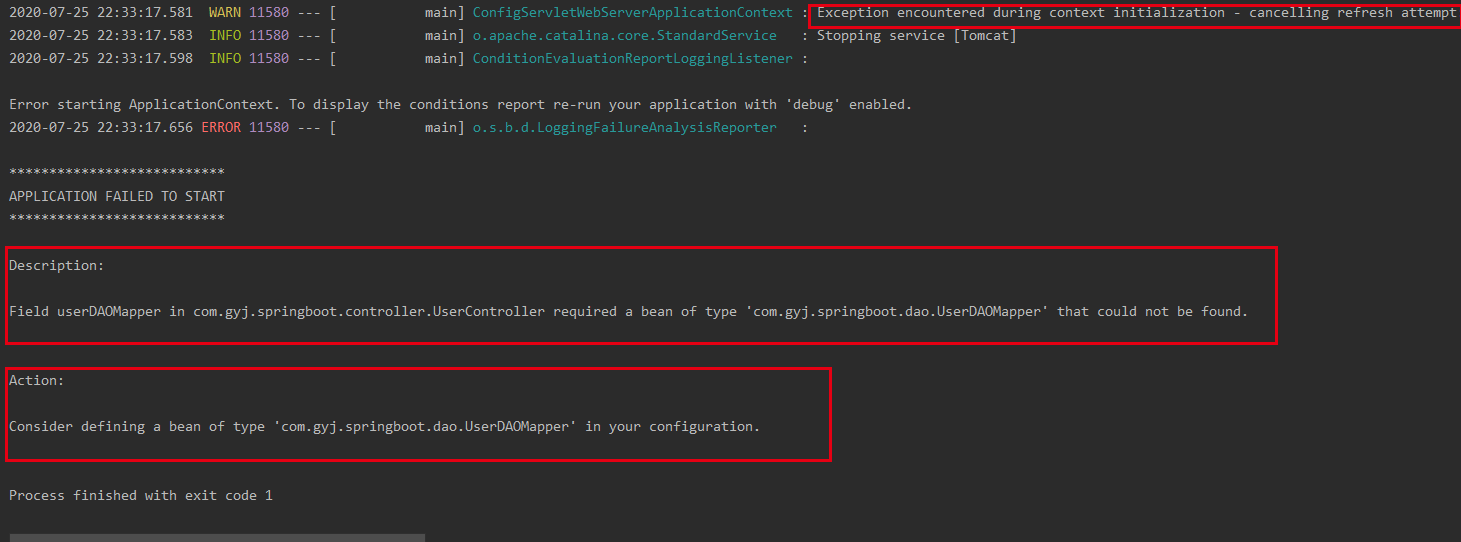 2020-07-25 22:33:17.581  WARN 11580 --- [           main] ConfigServletWebServerApplicationContext : Exception encountered during context initialization - cancelling refresh attempt
2020-07-25 22:33:17.583  INFO 11580 --- [           main] o.apache.catalina.core.StandardService   : Stopping service [Tomcat]
2020-07-25 22:33:17.598  INFO 11580 --- [           main] ConditionEvaluationReportLoggingListener :
Error starting ApplicationContext. To display the conditions report re-run your application with 'debug' enabled.
2020-07-25 22:33:17.656 ERROR 11580 --- [           main] o.s.b.d.LoggingFailureAnalysisReporter   :
***************************
APPLICATION FAILED TO START
***************************
Description:
Field userDAOMapper in com.gyj.springboot.controller.UserController required a bean of type 'com.gyj.springboot.dao.UserDAOMapper' that could not be found.
Action:
Consider defining a bean of type 'com.gyj.springboot.dao.UserDAOMapper' in your configuration.
Process finished with exit code 1